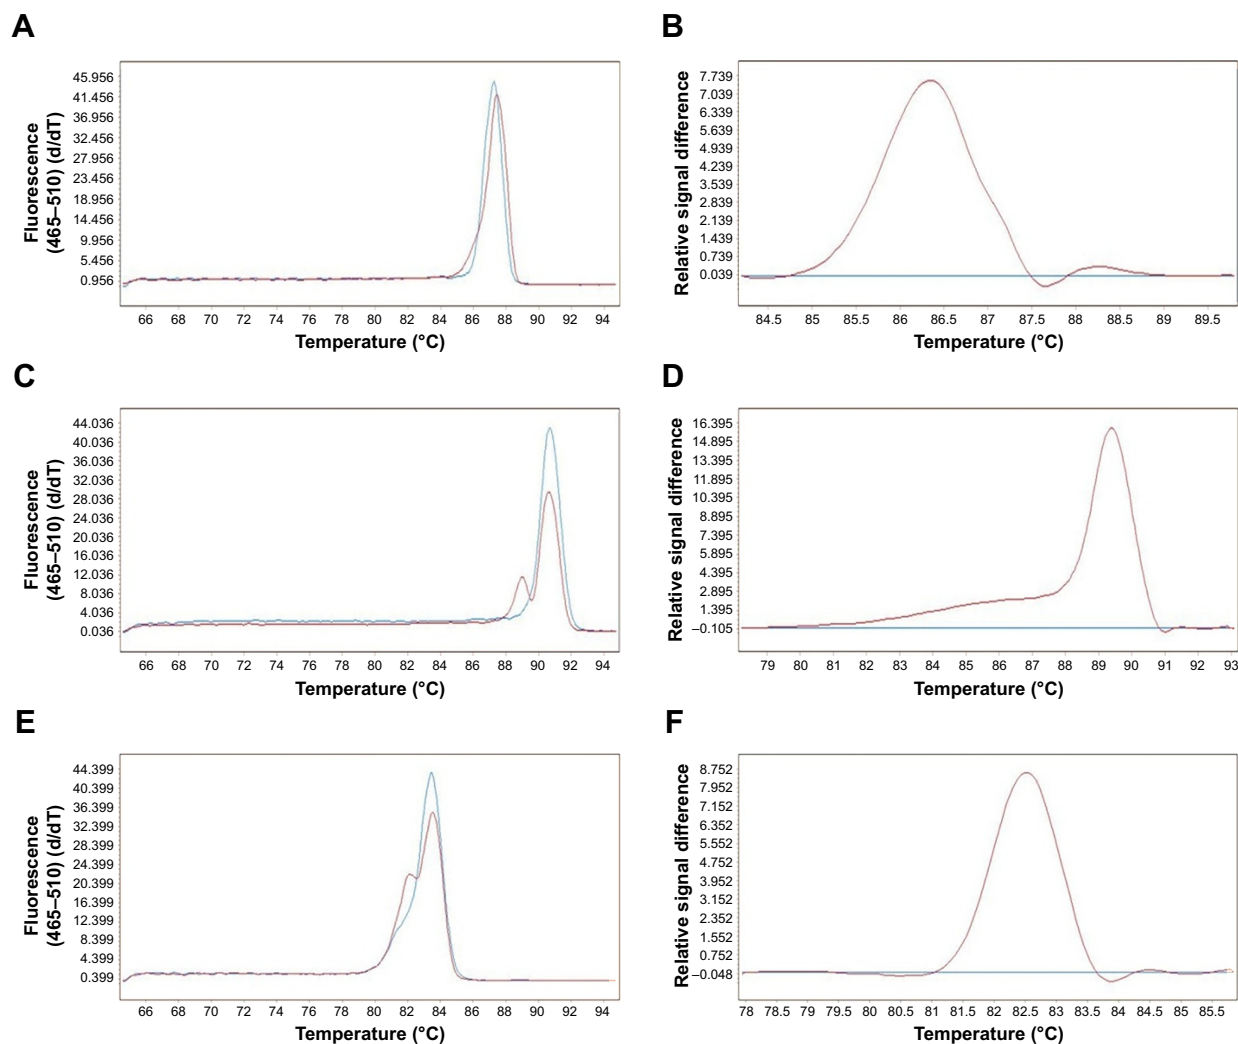 A
Fluorescence
(465–510) (d/dT)
45.956
41.456
36.956
32.456
27.956
23.456
18.956
14.456
9.956
5.456
0.956
66 68 70 72 74 76 78 80 82 84 86 88 90 92 94
Temperature (°C)
B
Relative signal difference
7.739
7.039
6.339
5.639
4.939
4.239
3.539
2.839
2.139
1.439
0.739
0.039
84.5 85 85.5 86 86.5 87 87.5 88 88.5 89 89.5
Temperature (°C)
C
Fluorescence
(465–510) (d/dT)
44.036
40.036
36.036
32.036
28.036
24.036
20.036
16.036
12.036
8.036
4.036
0.036
66 68 70 72 74 76 78 80 82 84 86 88 90 92 94
Temperature (°C)
D
Relative signal difference
16.395
14.895
13.395
11.895
10.395
8.895
7.395
5.895
4.395
2.895
1.395
–0.105
79 80 81 82 83 84 85 86 87 88 89 90 91 92 93
Temperature (°C)
E
Fluorescence
(465–510) (d/dT)
44.399
40.399
36.399
32.399
28.399
24.399
20.399
16.399
12.399
8.399
4.399
0.399
66 68 70 72 74 76 78 80 82 84 86 88 90 92 94
Temperature (°C)
F
Relative signal difference
8.752
7.952
7.152
6.352
5.552
4.752
3.952
3.152
2.352
1.552
0.752
–0.048
78 78.5 79 79.5 80 80.5 81 81.5 82 82.5 83 83.5 84 84.5 85 85.5
Temperature (°C)